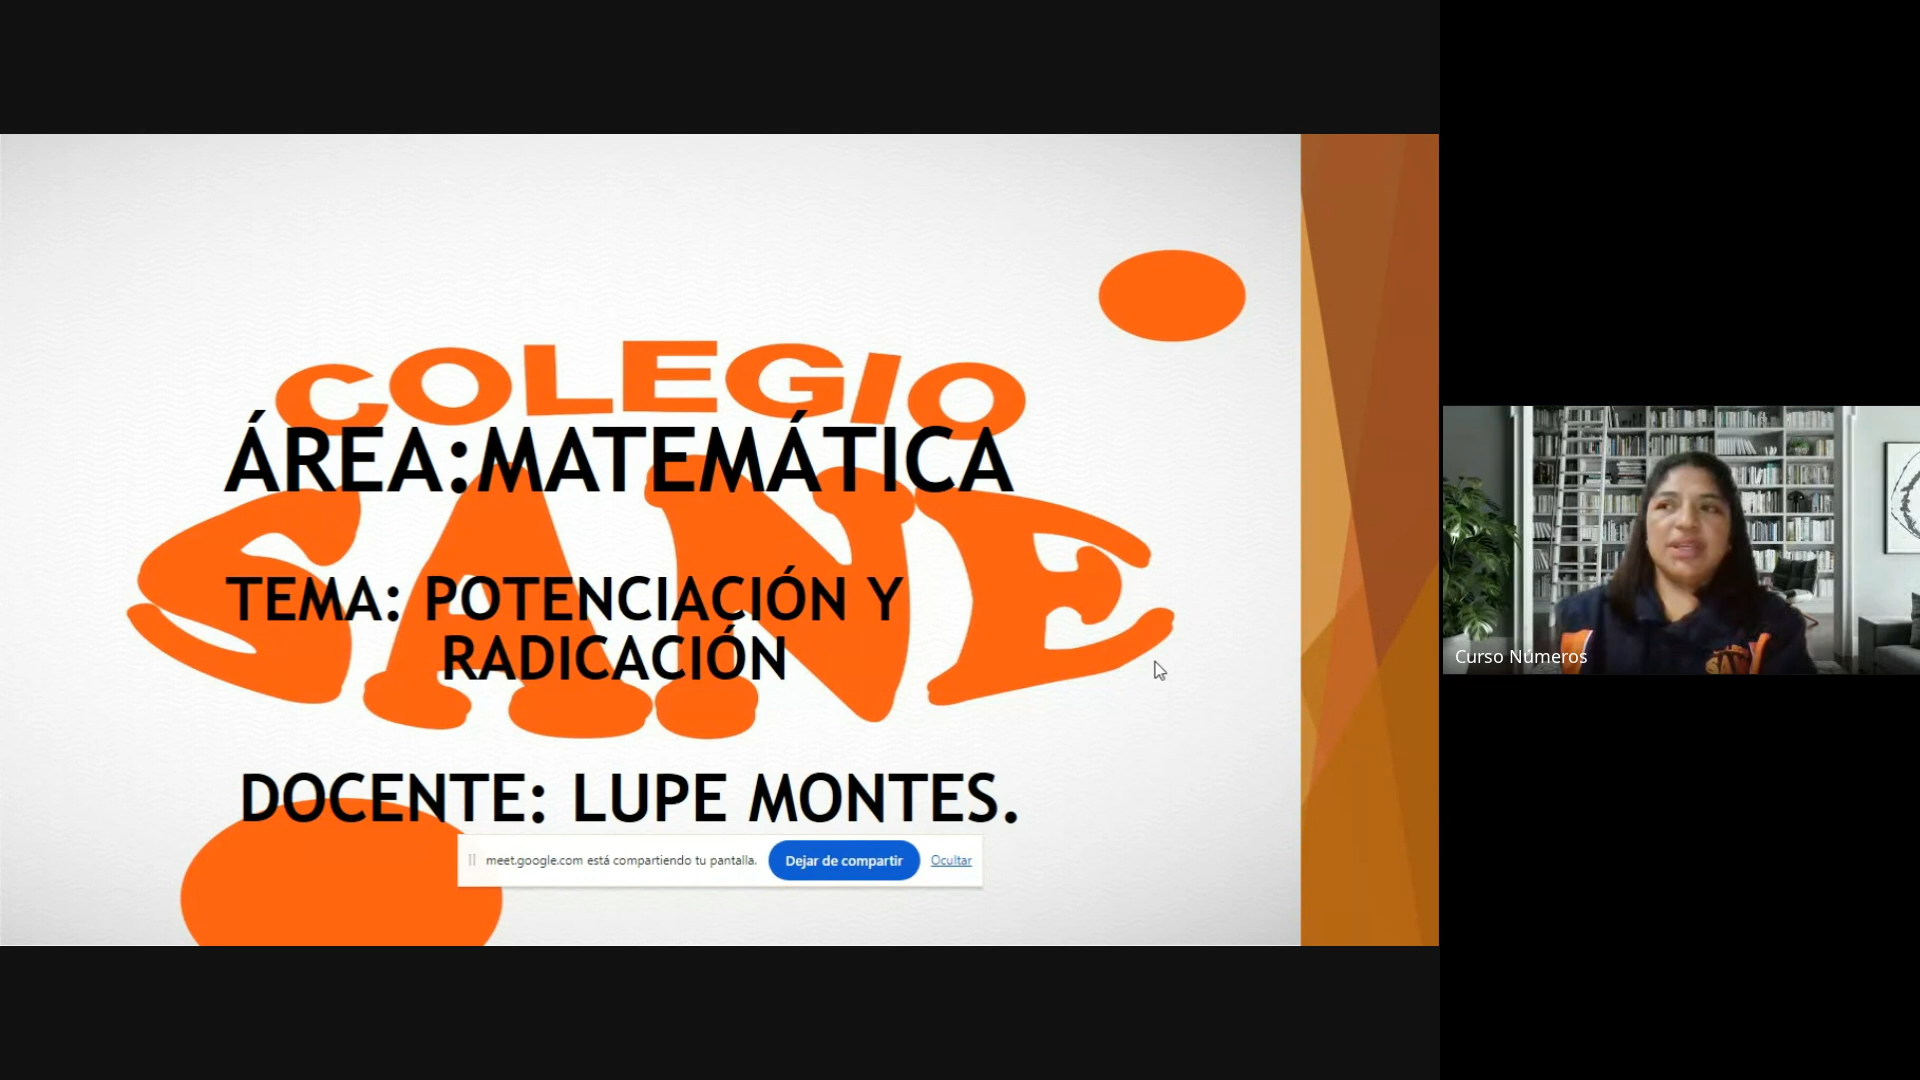 COLEGIO
SANE
ÁREA:MATEMÁTICA
TEMA: POTENCIACIÓN Y
RADICACIÓN
DOCENTE: LUPE MONTES.
meet.google.com está compartiendo tu pantalla. Dejar de compartir Ocultar
Curso Números